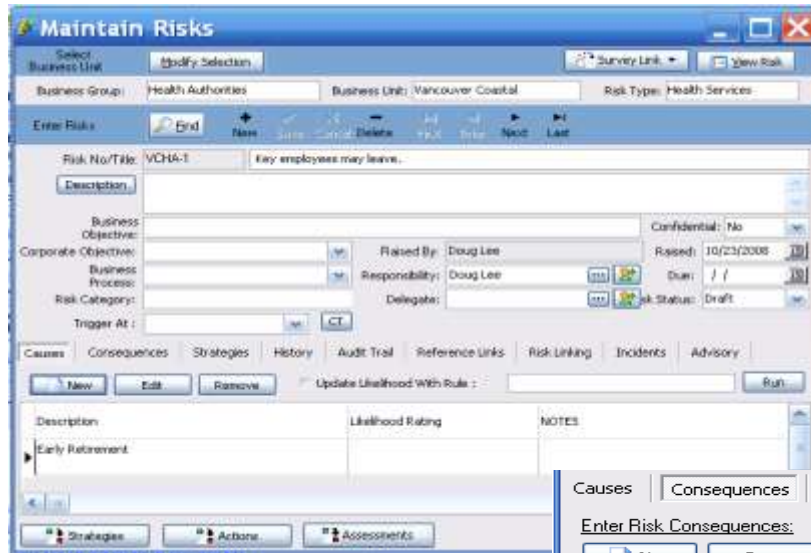 Maintain Risks
Select Business Unit Modify Selection Survey Link View Risk
Business Group: Health Authorities Business Unit: Vancouver Coastal Risk Type: Health Services
Enter Risks Find New Save Cancel Delete First Prior Next Last
Risk No/Title: VCHA-1 Key employees may leave.
Description
Business Objective: Confidential: No
Corporate Objective: Raised By: Doug Lee Raised: 10/23/2008
Business Process: Responsibility: Doug Lee Due: / /
Risk Category: Delegate: sk Status: Draft
Trigger At : CT
Causes Consequences Strategies History Audit Trail Reference Links Risk Linking Incidents Advisory
New Edit Remove Update Likelihood With Rule : Run
Description Likelihood Rating NOTES
Early Retirement
Strategies Actions Assessments
Causes Consequences
Enter Risk Consequences: